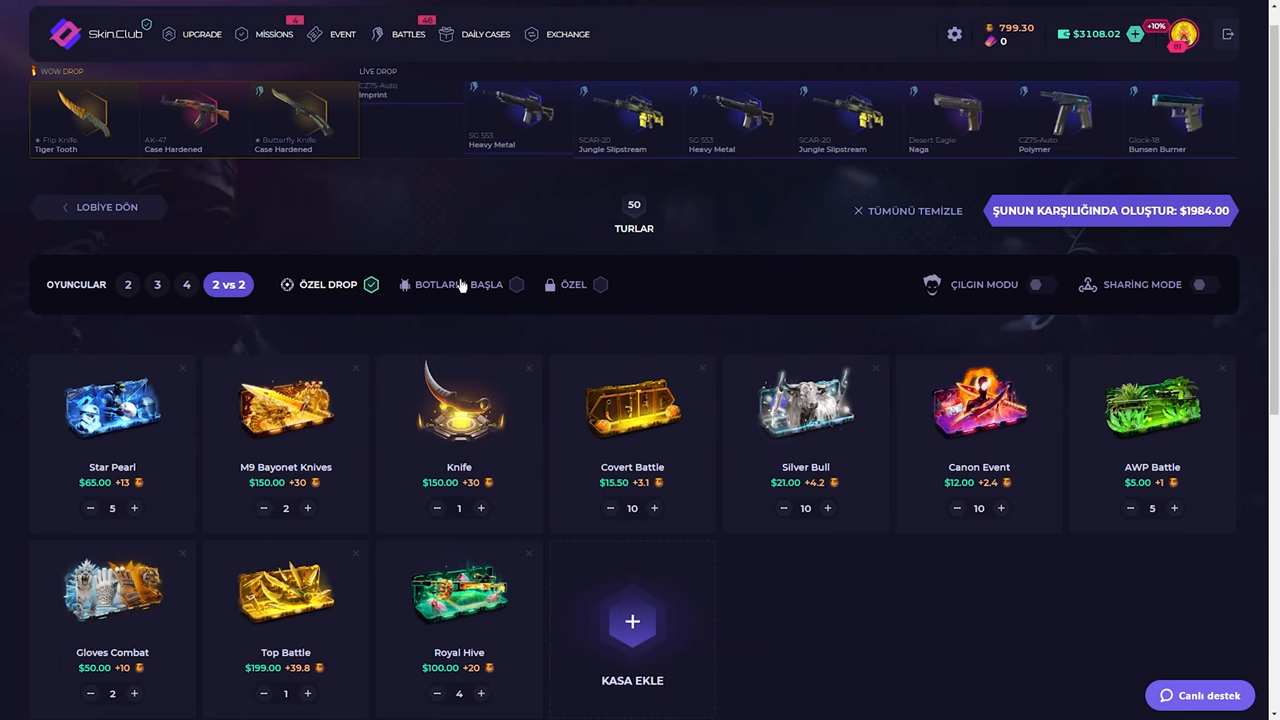 Skin.Club
UPGRADE
4
MISSIONS
EVENT
46
BATTLES
DAILY CASES
EXCHANGE
799.30
0
$3108.02
+10%
81
WOW DROP
LİVE DROP
★ Flip Knife
Tiger Tooth
AK-47
Case Hardened
★ Butterfly Knife
Case Hardened
CZ75-Auto
Imprint
SG 553
Heavy Metal
SCAR-20
Jungle Slipstream
SG 553
Heavy Metal
SCAR-20
Jungle Slipstream
Desert Eagle
Naga
CZ75-Auto
Polymer
Glock-18
Bunsen Burner
LOBİYE DÖN
50
TURLAR
TÜMÜNÜ TEMİZLE
ŞUNUN KARŞILIĞINDA OLUŞTUR: $1984.00
OYUNCULAR
2
3
4
2 vs 2
ÖZEL DROP
BOTLARLA BAŞLA
ÖZEL
ÇILGIN MODU
SHARİNG MODE
Star Pearl
$65.00 +13
− 5 +
M9 Bayonet Knives
$150.00 +30
− 2 +
Knife
$150.00 +30
− 1 +
Covert Battle
$15.50 +3.1
− 10 +
Silver Bull
$21.00 +4.2
− 10 +
Canon Event
$12.00 +2.4
− 10 +
AWP Battle
$5.00 +1
− 5 +
Gloves Combat
$50.00 +10
− 2 +
Top Battle
$199.00 +39.8
− 1 +
Royal Hive
$100.00 +20
− 4 +
+
KASA EKLE
Canlı destek